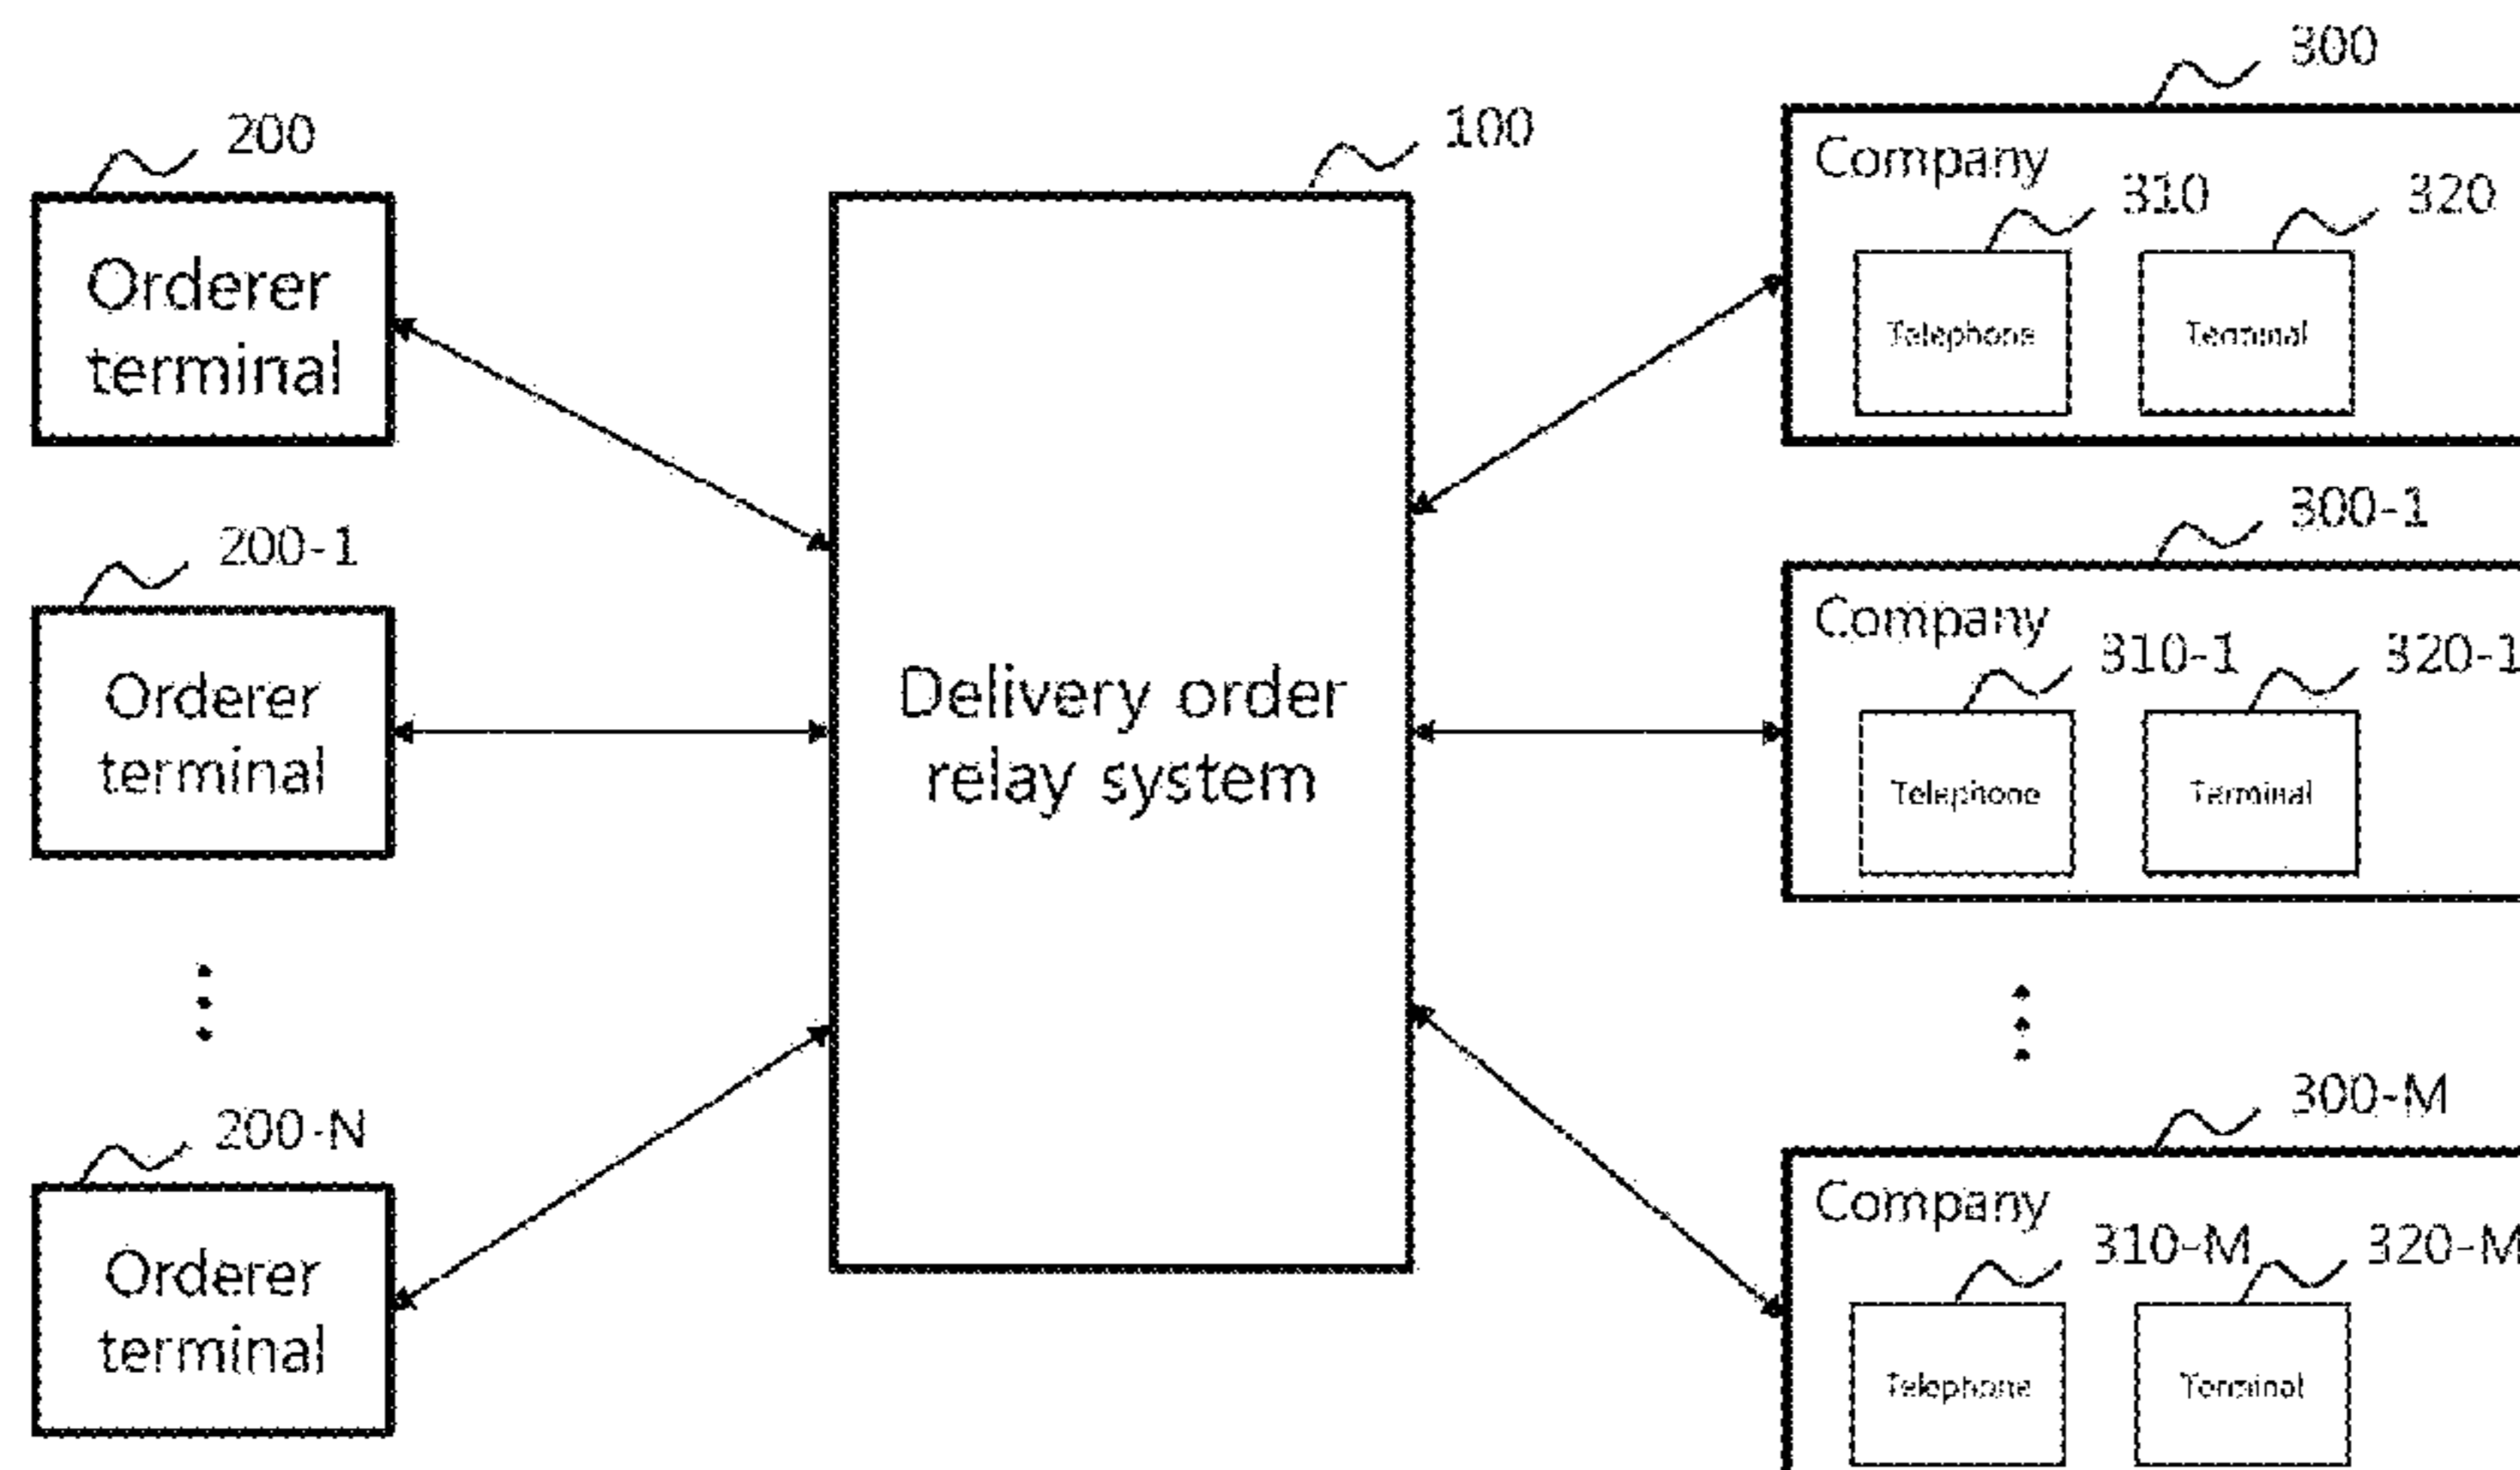 300
200
100
Company
310
320
Orderer
terminal
Telephone
Terminal
300-1
200-1
Company
310-1
320-1
Orderer
terminal
Delivery order
relay system
Telephone
Terminal
300-M
200-N
Company
310-M
320-M
Orderer
terminal
Telephone
Terminal